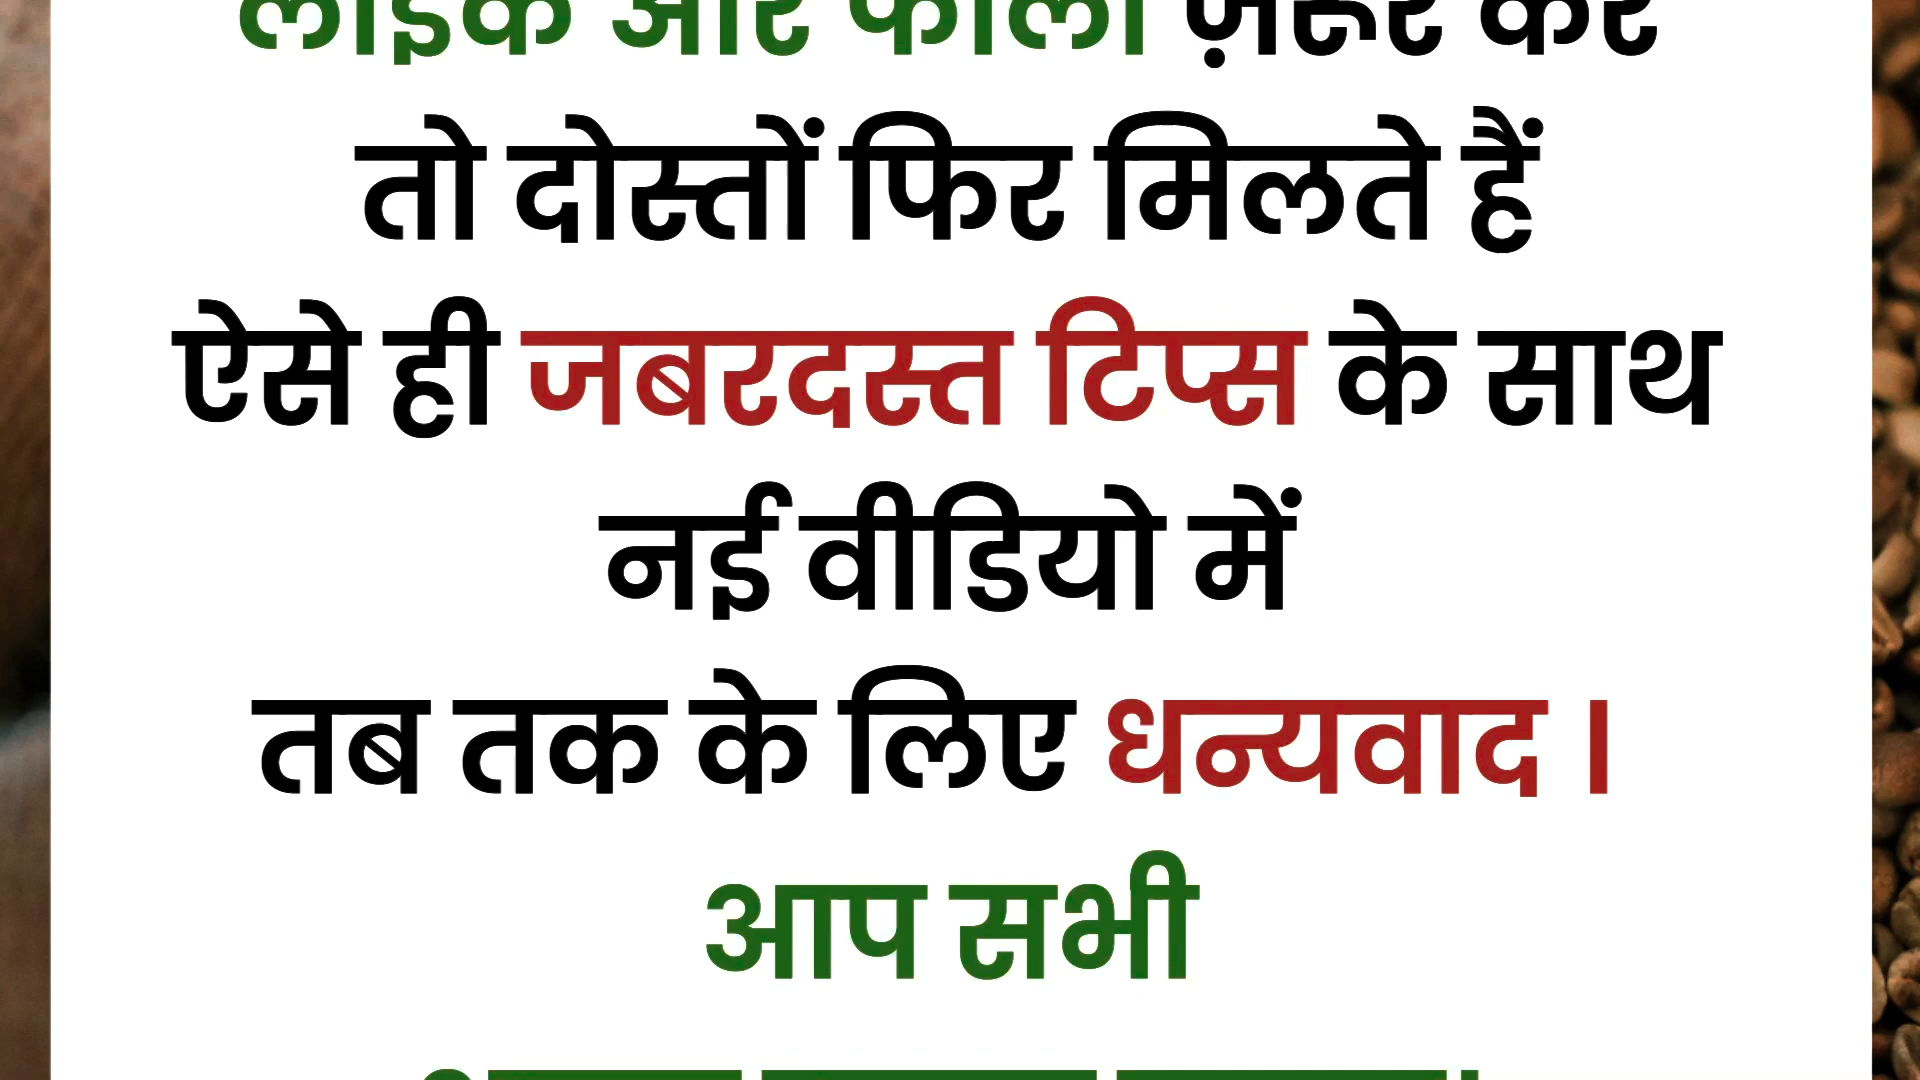 लाइक और फॉलो ज़रूर करें
तो दोस्तों फिर मिलते हैं
ऐसे ही जबरदस्त टिप्स के साथ
नई वीडियो में
तब तक के लिए धन्यवाद ।
आप सभी